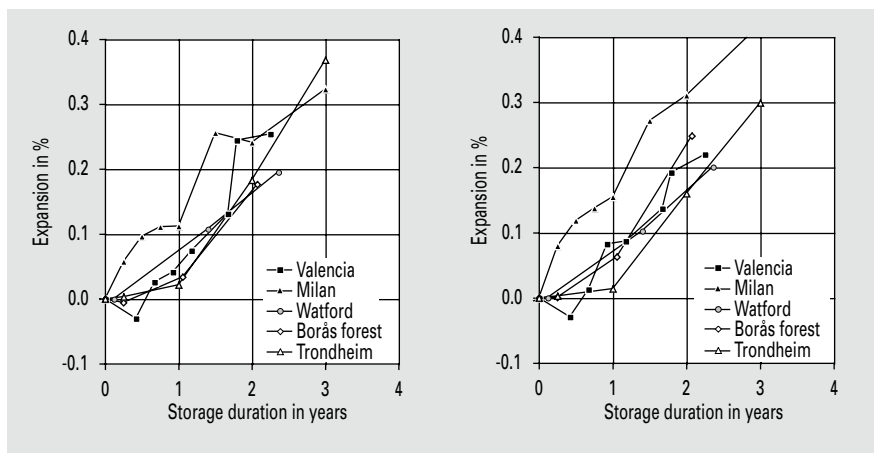 0.4
0.3
0.2
0.1
0.0
-0.1
Expansion in %
0 1 2 3 4
Storage duration in years
Valencia
Milan
Watford
Borås forest
Trondheim
0.4
0.3
0.2
0.1
0.0
-0.1
Expansion in %
0 1 2 3 4
Storage duration in years
Valencia
Milan
Watford
Borås forest
Trondheim